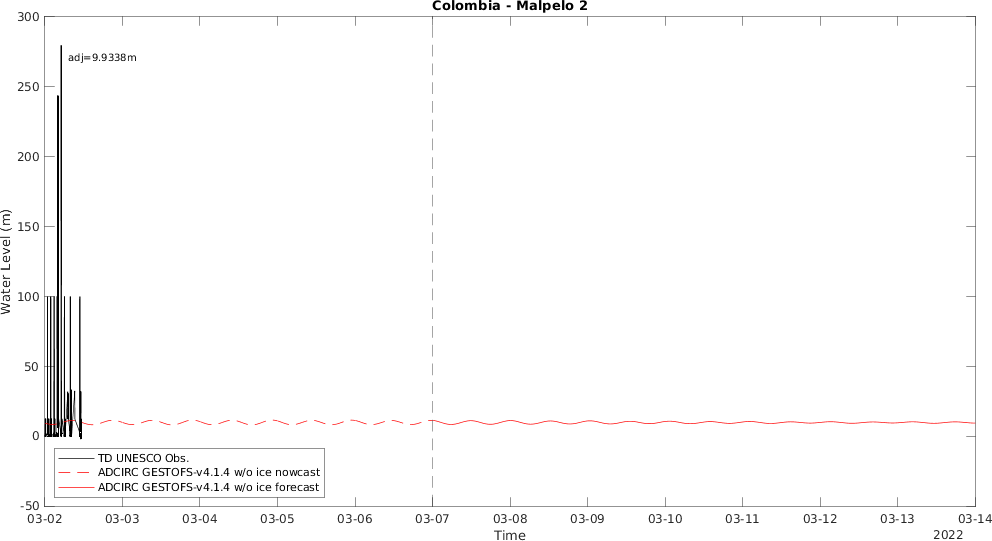 Colombia - Malpelo 2
300
250
200
150
100
50
0
-50
Water Level (m)
adj=9.9338m
TD UNESCO Obs.
ADCIRC GESTOFS-v4.1.4 w/o ice nowcast
ADCIRC GESTOFS-v4.1.4 w/o ice forecast
03-02 03-03 03-04 03-05 03-06 03-07 03-08 03-09 03-10 03-11 03-12 03-13 03-14
Time
2022